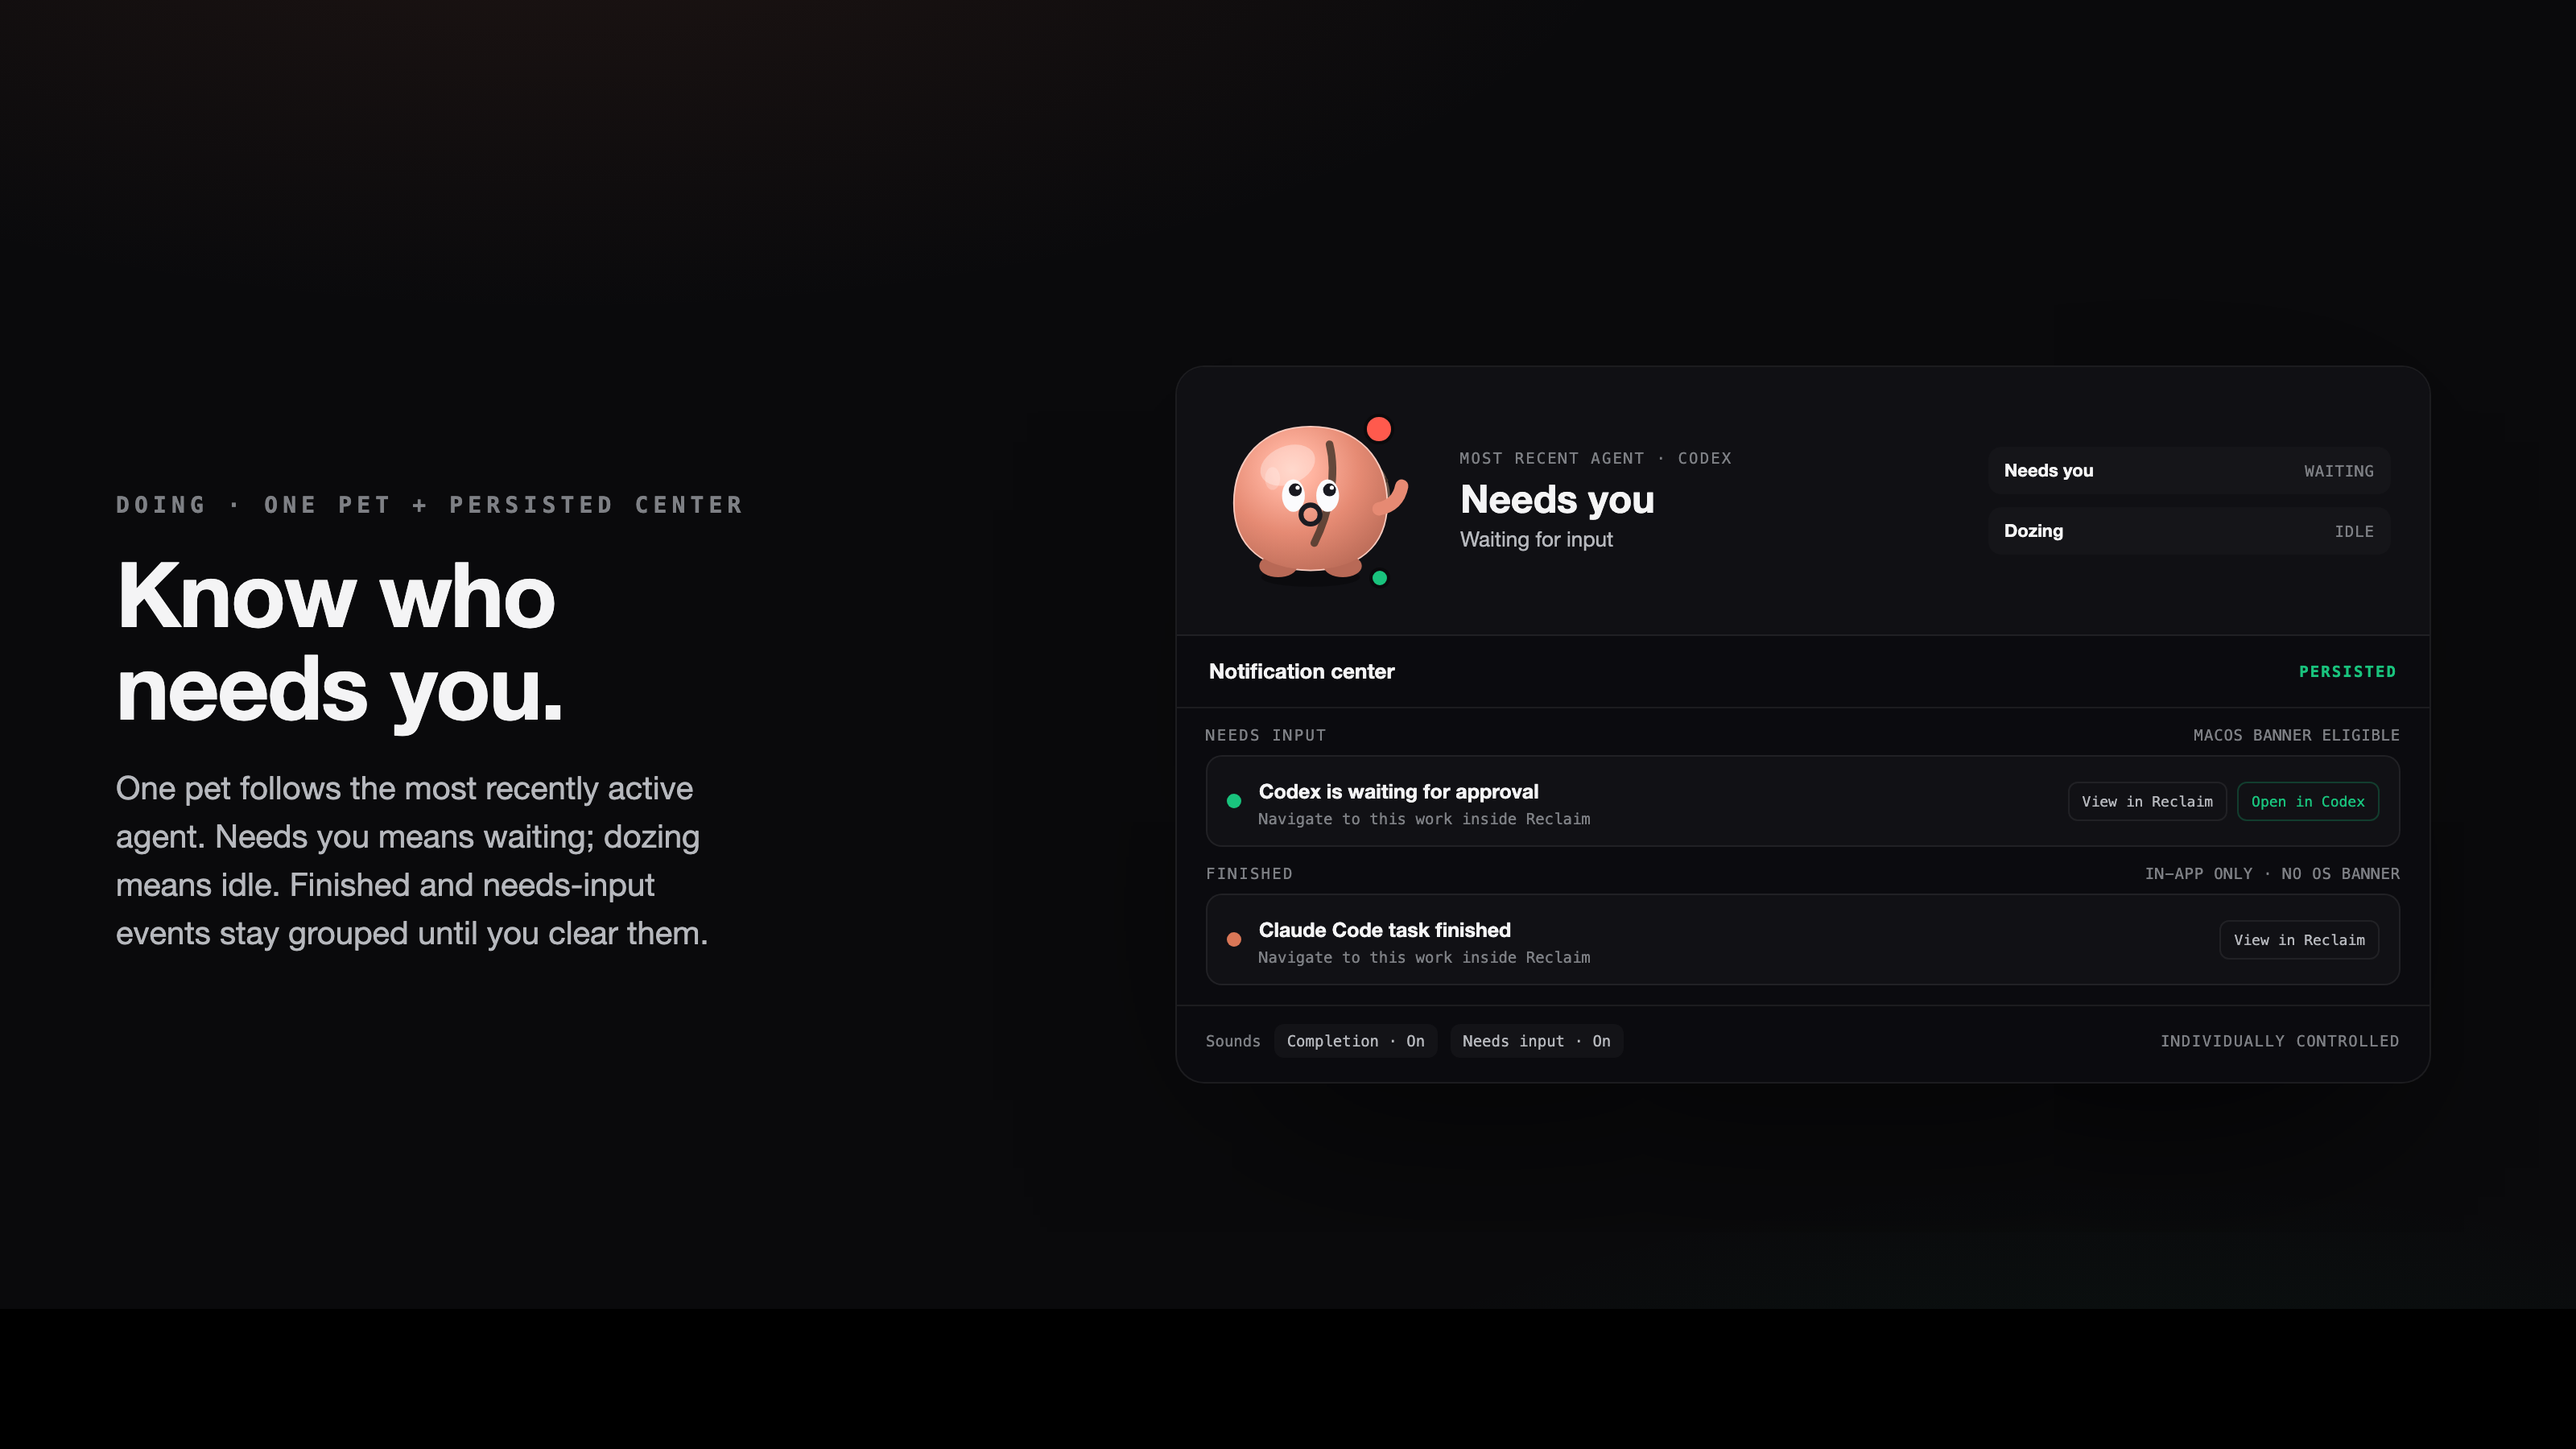 DOING · ONE PET + PERSISTED CENTER
Know who
needs you.
One pet follows the most recently active
agent. Needs you means waiting; dozing
means idle. Finished and needs-input
events stay grouped until you clear them.
MOST RECENT AGENT · CODEX
Needs you
Waiting for input
Needs you WAITING
Dozing IDLE
Notification center PERSISTED
NEEDS INPUT MACOS BANNER ELIGIBLE
Codex is waiting for approval
Navigate to this work inside Reclaim
View in Reclaim Open in Codex
FINISHED IN-APP ONLY · NO OS BANNER
Claude Code task finished
Navigate to this work inside Reclaim
View in Reclaim
Sounds Completion · On Needs input · On INDIVIDUALLY CONTROLLED